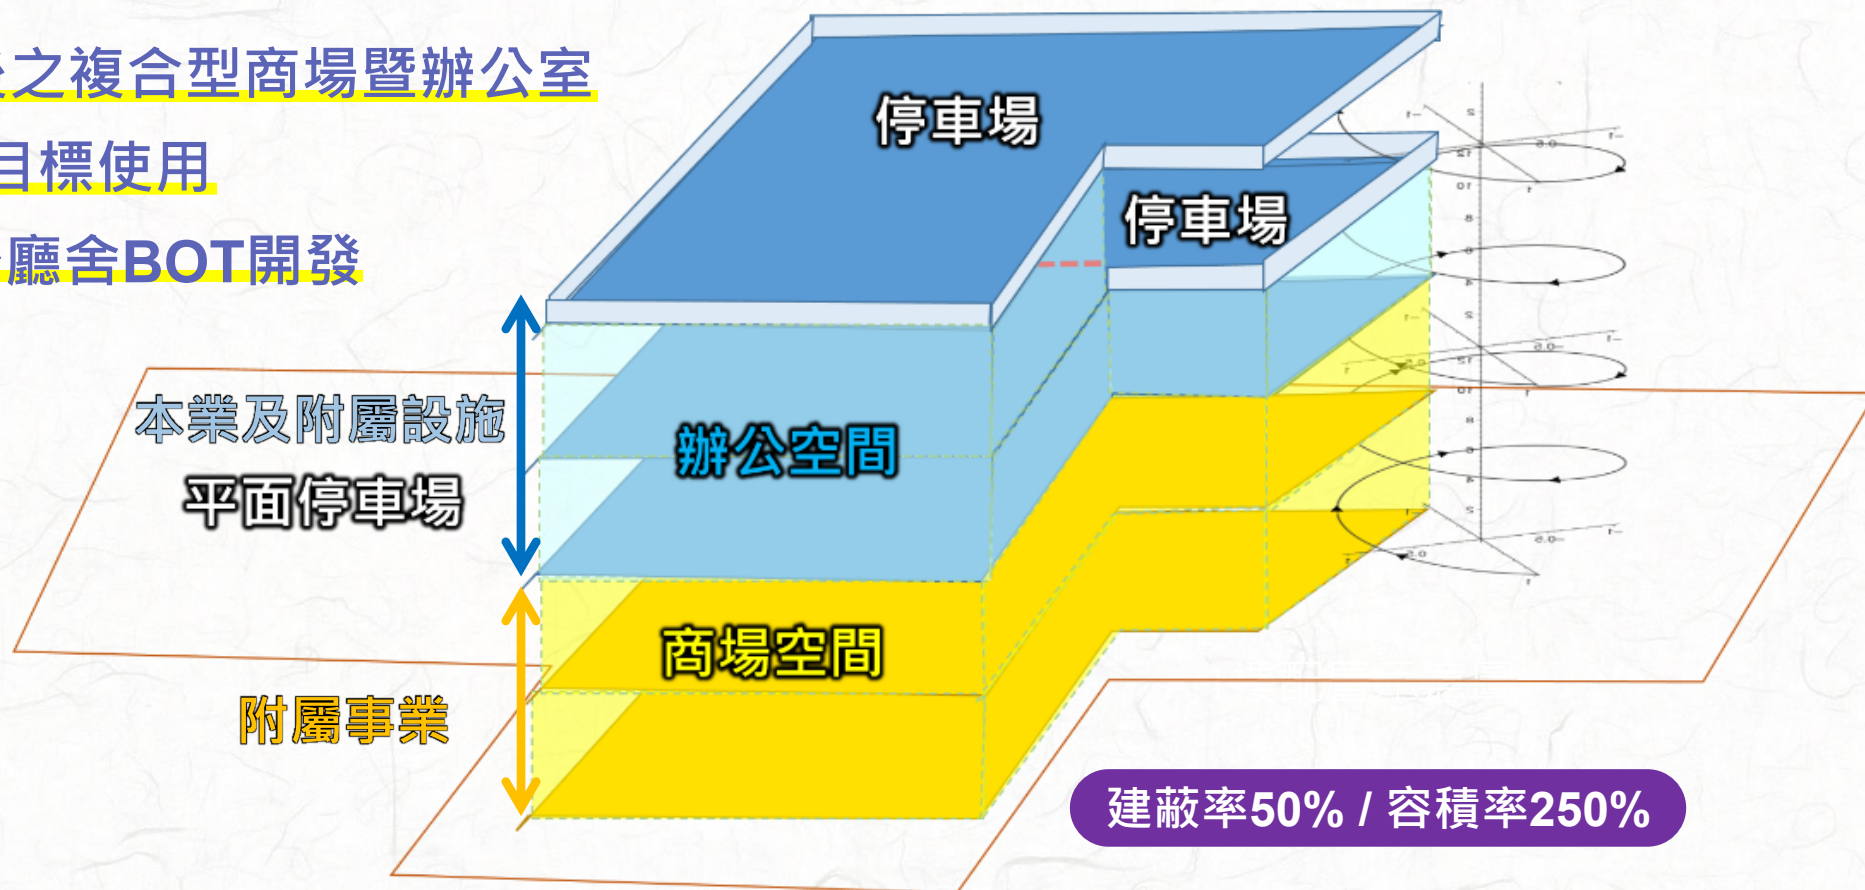 之複合型商場暨辦公室
目標使用
廳舍BOT開發
停車場
停車場
本業及附屬設施
平面停車場
辦公空間
商場空間
附屬事業
建蔽率50% / 容積率250%